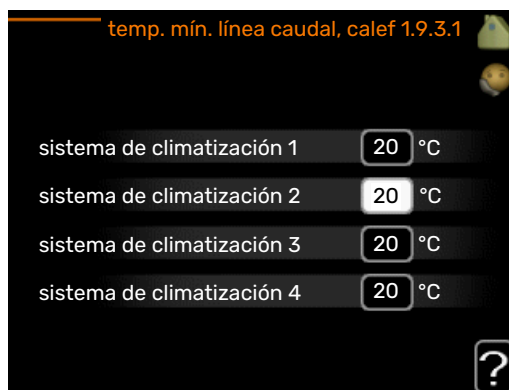 temp. mín. línea caudal, calef 1.9.3.1
sistema de climatización 1 20 °C
sistema de climatización 2 20 °C
sistema de climatización 3 20 °C
sistema de climatización 4 20 °C
?